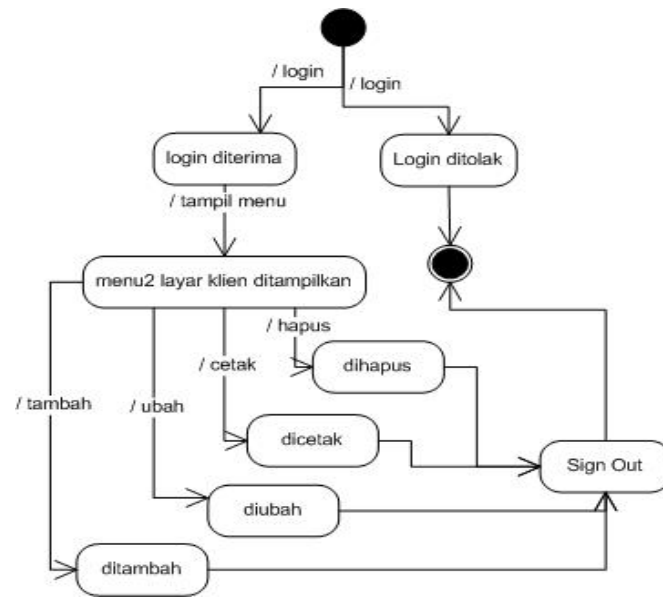 / login
/ login
login diterima
Login ditolak
/ tampil menu
menu2 layar klien ditampilkan
/ hapus
/ cetak
dihapus
/ tambah
/ ubah
dicetak
Sign Out
diubah
ditambah